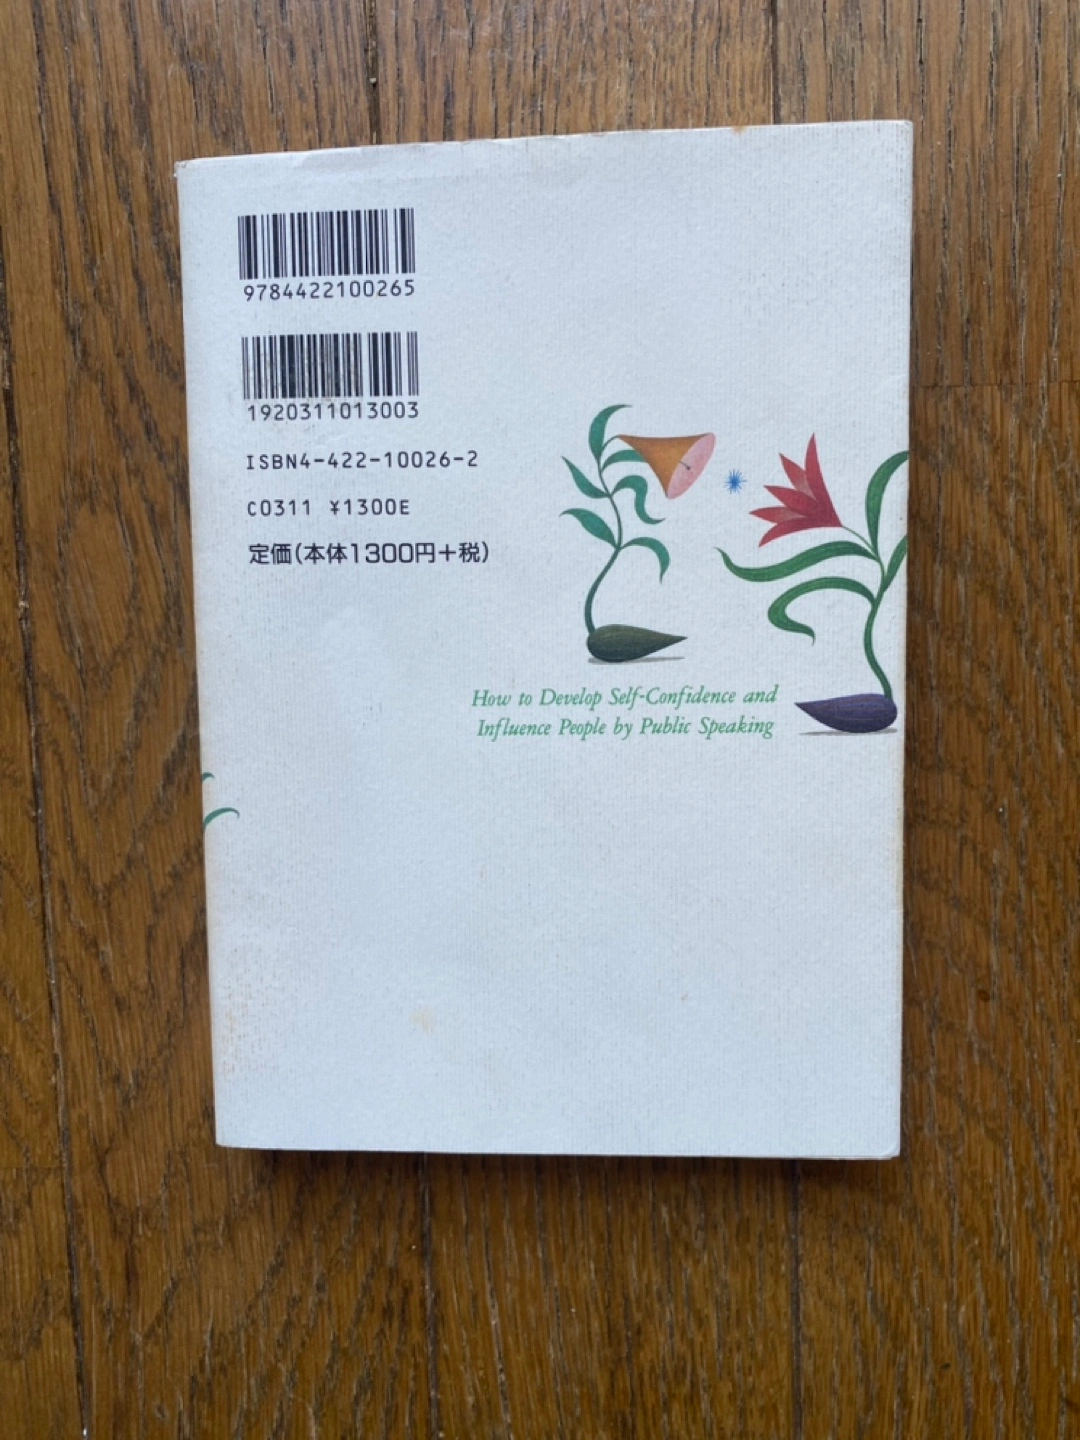 9784422100265
1920311013003
ISBN4-422-10026-2
C0311 ¥1300E
定価(本体1300円+税)
How to Develop Self-Confidence and
Influence People by Public Speaking